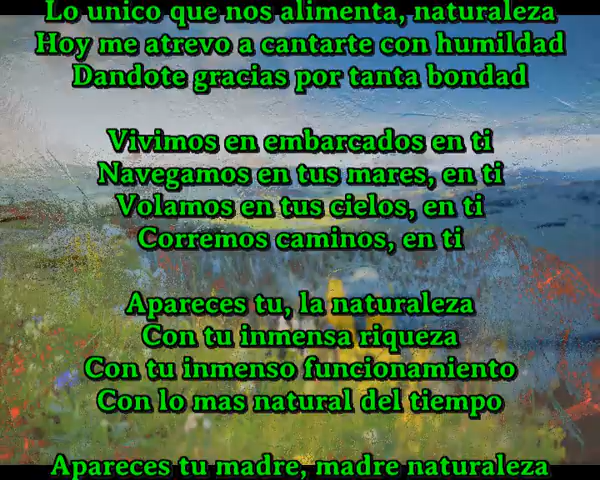 Lo unico que nos alimenta, naturaleza
Hoy me atrevo a cantarte con humildad
Dandote gracias por tanta bondad
Vivimos en embarcados en ti
Navegamos en tus mares, en ti
Volamos en tus cielos, en ti
Corremos caminos, en ti
Apareces tu, la naturaleza
Con tu inmensa riqueza
Con tu inmenso funcionamiento
Con lo mas natural del tiempo
Apareces tu madre, madre naturaleza